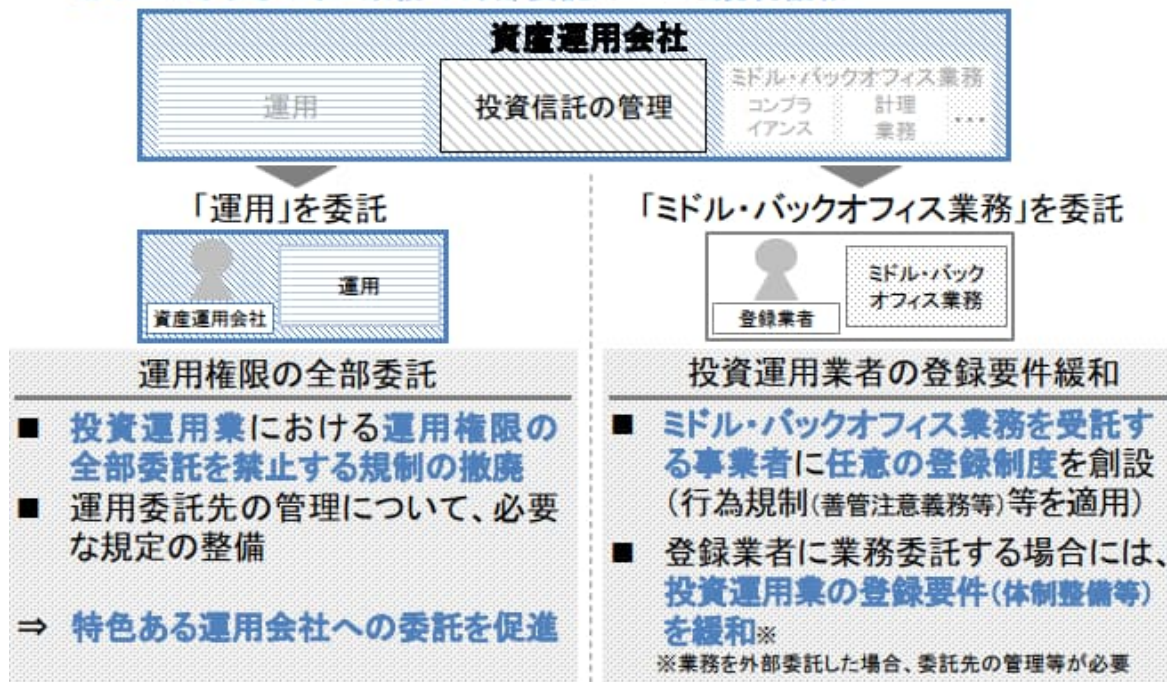 資産運用会社
運用
投資信託の管理
ミドル・バックオフィス業務
コンプラ
イアンス
計理
業務
…
「運用」を委託
「ミドル・バックオフィス業務」を委託
資産運用会社
運用
登録業者
ミドル・バック
オフィス業務
運用権限の全部委託
■ 投資運用業における運用権限の
全部委託を禁止する規制の撤廃
■ 運用委託先の管理について、必要
な規定の整備
⇒ 特色ある運用会社への委託を促進
投資運用業者の登録要件緩和
■ ミドル・バックオフィス業務を受託す
る事業者に任意の登録制度を創設
(行為規制(善管注意義務等)等を適用)
■ 登録業者に業務委託する場合には、
投資運用業の登録要件(体制整備等)
を緩和※
※業務を外部委託した場合、委託先の管理等が必要